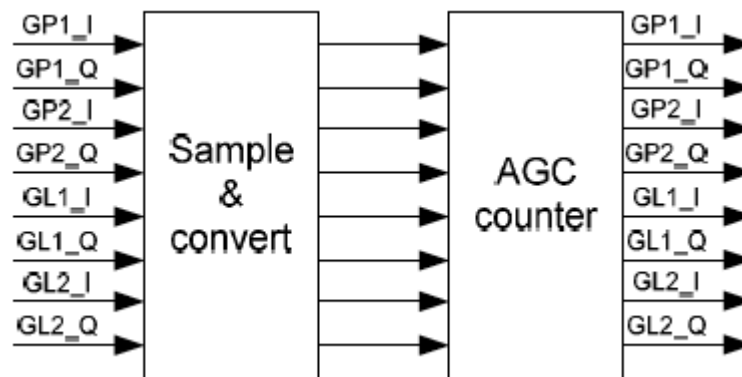 GP1_I
GP1_Q
GP2_I
GP2_Q
GL1_I
GL1_Q
GL2_I
GL2_Q
Sample
&
convert
AGC
counter
GP1_I
GP1_Q
GP2_I
GP2_Q
GL1_I
GL1_Q
GL2_I
GL2_Q